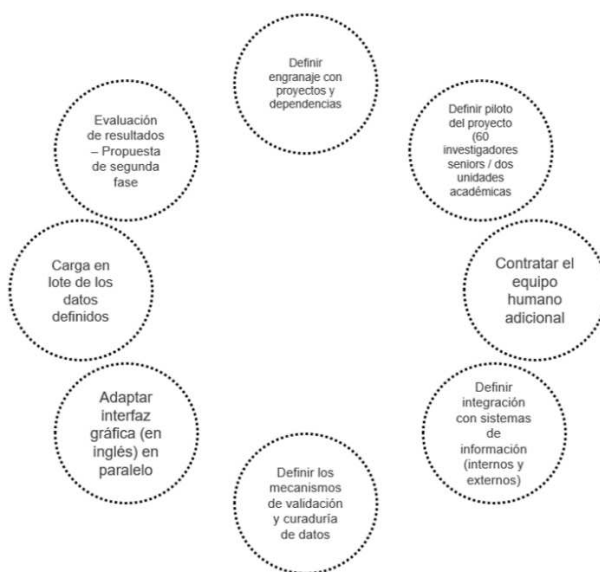 Definir
engranaje con
proyectos y
dependencias
Definir piloto
del proyecto
(60
investigadores
seniors / dos
unidades
académicas
Contratar el
equipo
humano
adicional
Definir
integración
con sistemas
de
información
(internos y
externos)
Definir los
mecanismos
de validación
y curaduría
de datos
Adaptar
interfaz
gráfica (en
inglés) en
paralelo
Carga en
lote de los
datos
definidos
Evaluación
de resultados
– Propuesta
de segunda
fase